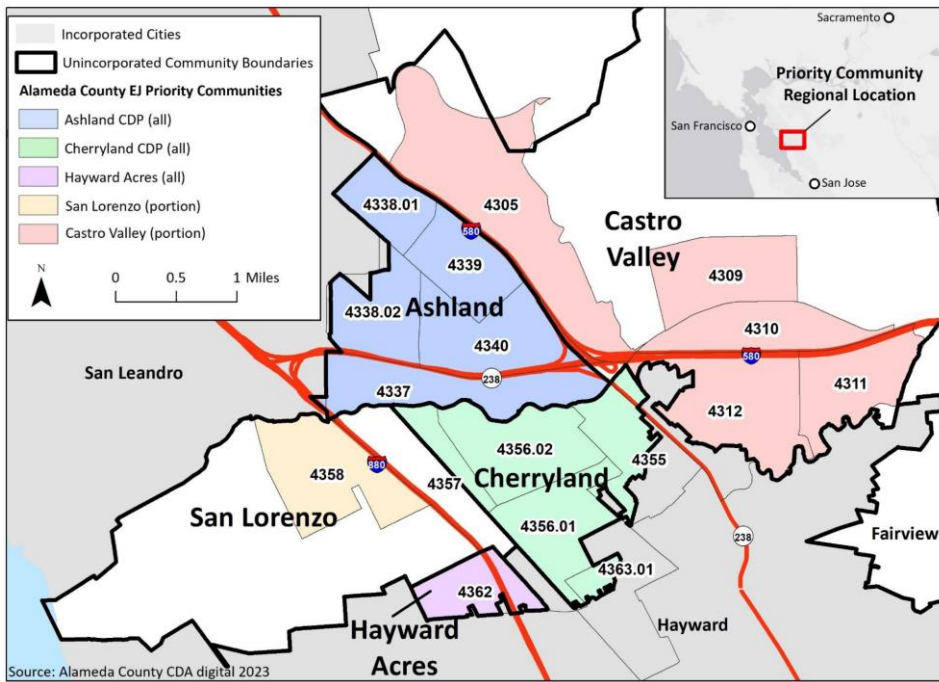 Incorporated Cities
Unincorporated Community Boundaries
Alameda County EJ Priority Communities
Ashland CDP (all)
Cherryland CDP (all)
Hayward Acres (all)
San Lorenzo (portion)
Castro Valley (portion)
N
0 0.5 1 Miles
Sacramento
Priority Community
Regional Location
San Francisco
San Jose
4338.01
4305
580
Castro
Valley
4339
4309
4338.02
Ashland
4310
4340
580
San Leandro
238
4337
4311
4312
4356.02
4355
4358
880
4357
Cherryland
San Lorenzo
4356.01
238
Fairview
4363.01
4362
Hayward
Hayward
Acres
Source: Alameda County CDA digital 2023